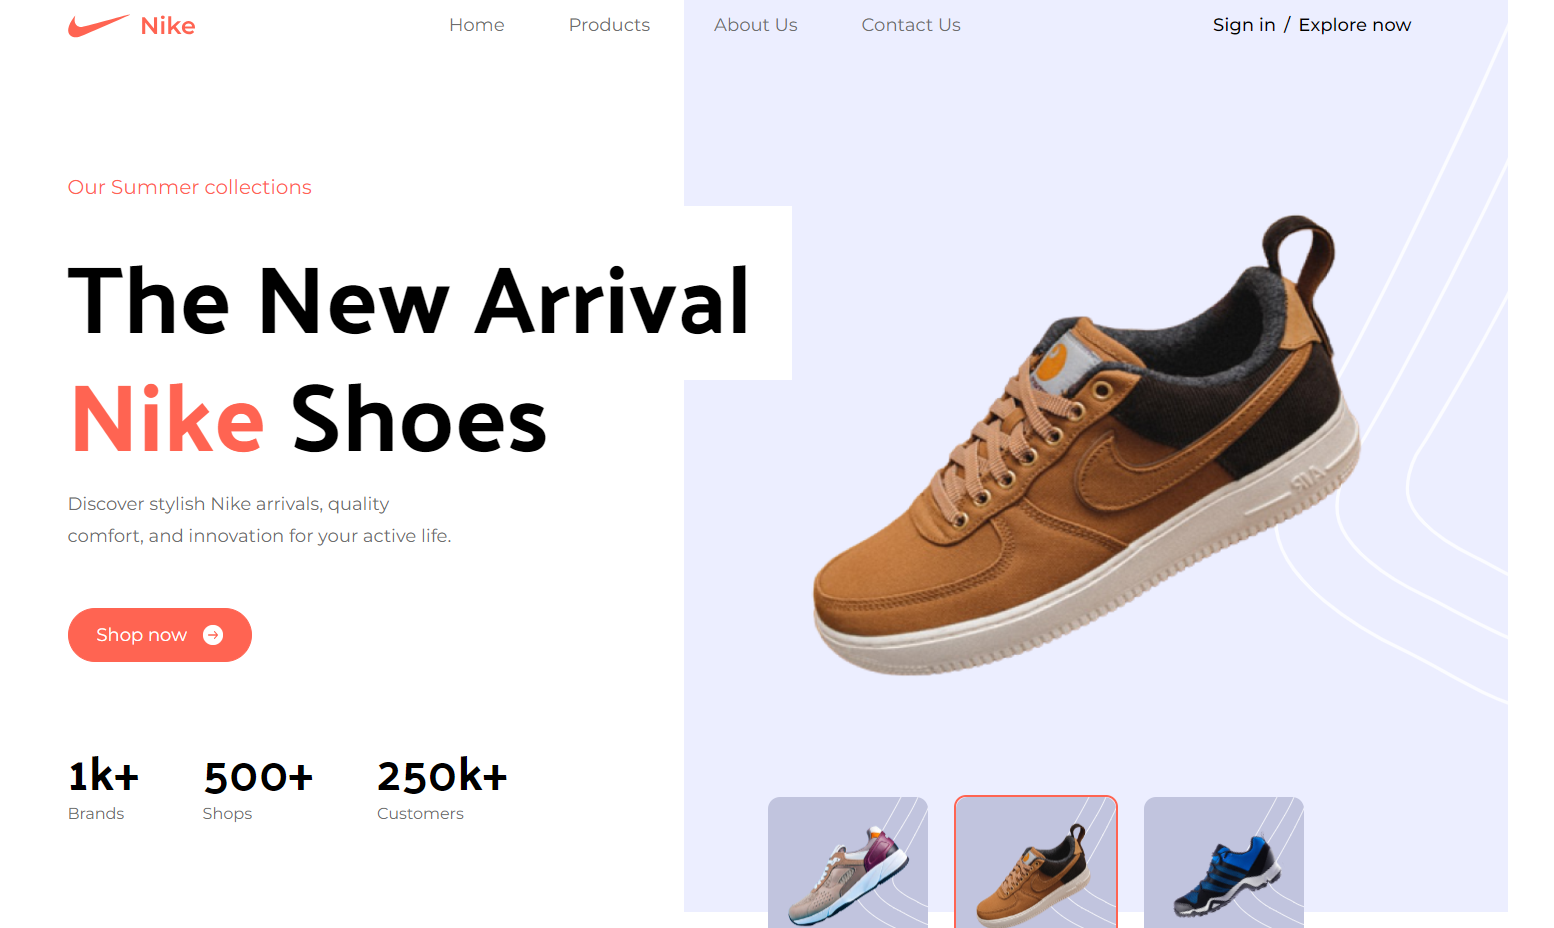 Nike
Home
Products
About Us
Contact Us
Sign in / Explore now
Our Summer collections
The New Arrival
Nike Shoes
Discover stylish Nike arrivals, quality
comfort, and innovation for your active life.
Shop now
1k+
Brands
500+
Shops
250k+
Customers